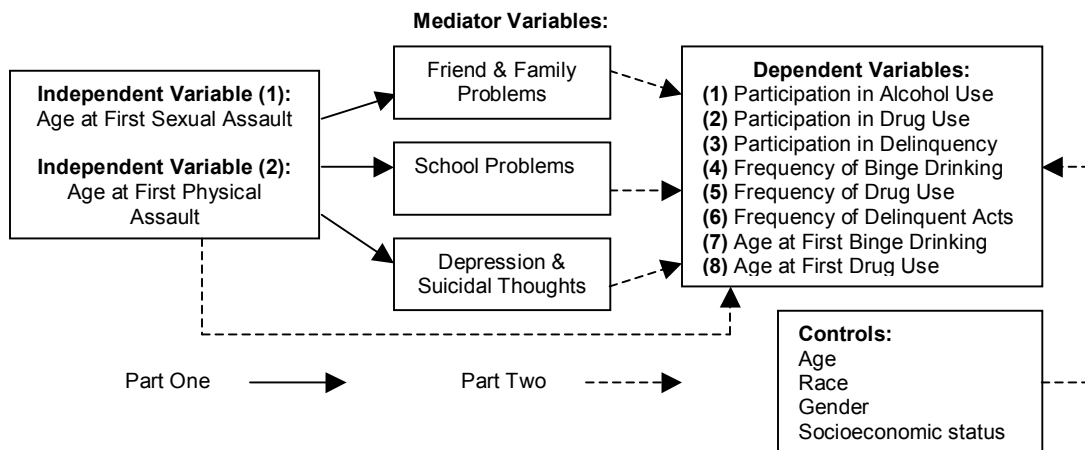 Mediator Variables:
Independent Variable (1):
Age at First Sexual Assault
Independent Variable (2):
Age at First Physical
Assault
Friend & Family
Problems
School Problems
Depression &
Suicidal Thoughts
Dependent Variables:
(1) Participation in Alcohol Use
(2) Participation in Drug Use
(3) Participation in Delinquency
(4) Frequency of Binge Drinking
(5) Frequency of Drug Use
(6) Frequency of Delinquent Acts
(7) Age at First Binge Drinking
(8) Age at First Drug Use
Controls:
Age
Race
Gender
Socioeconomic status
Part One
Part Two